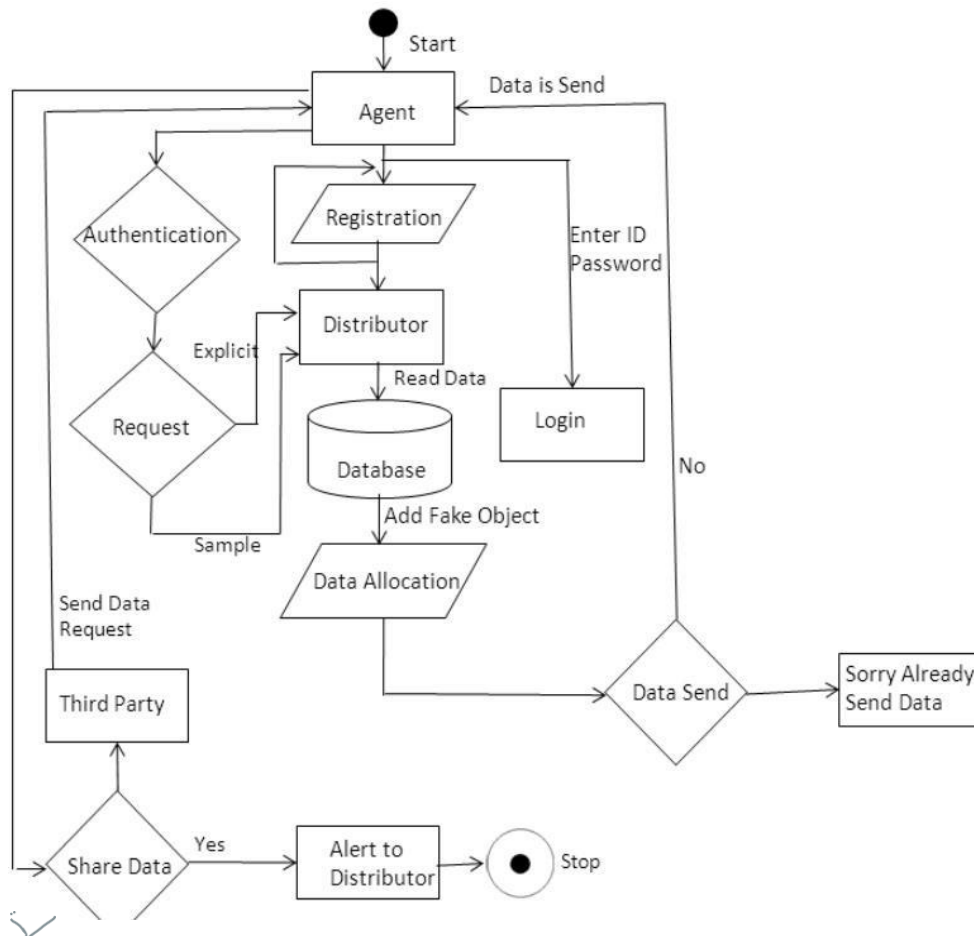 Start
Data is Send
Agent
Registration
Authentication
Enter ID
Password
Distributor
Explicit
Read Data
Request
Login
Database
No
Add Fake Object
Sample
Data Allocation
Send Data
Request
Third Party
Data Send
Sorry Already
Send Data
Yes
Share Data
Alert to
Distributor
Stop